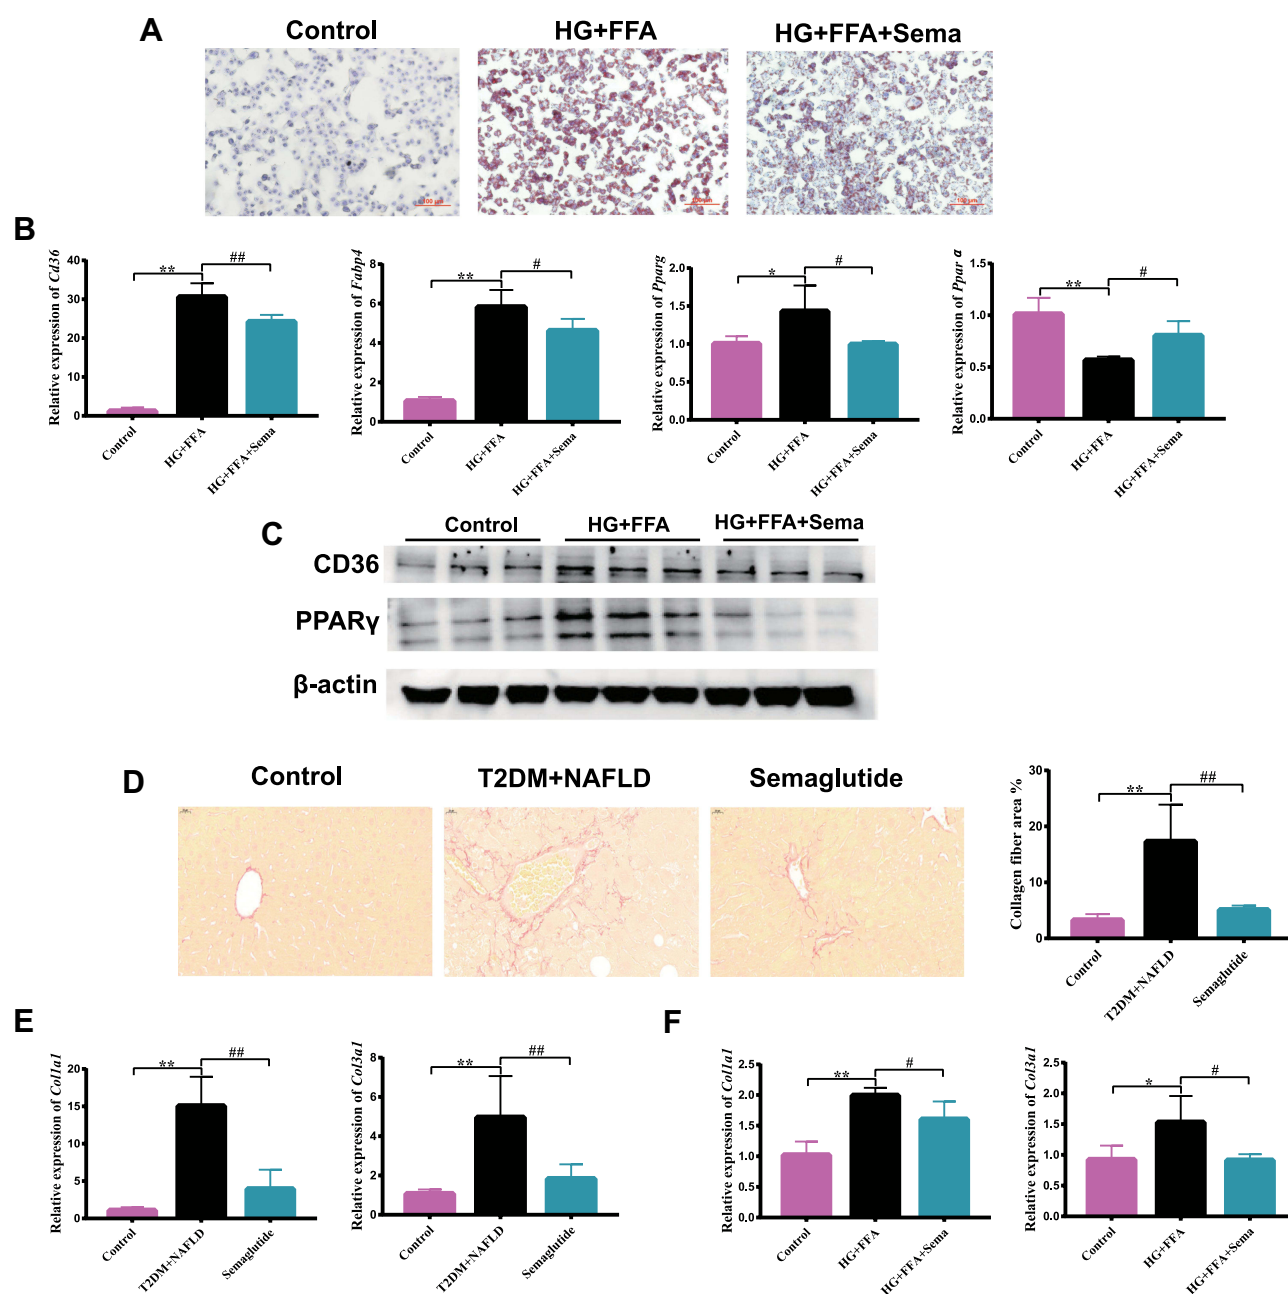 A
Control
HG+FFA
HG+FFA+Sema
100 μm
100 μm
100 μm
B
Relative expression of Cd36
40
30
20
10
0
**
##
Control
HG+FFA
HG+FFA+Sema
Relative expression of Fabp4
8
6
4
2
0
**
#
Control
HG+FFA
HG+FFA+Sema
Relative expression of Pparg
2.0
1.5
1.0
0.5
0.0
*
#
Control
HG+FFA
HG+FFA+Sema
Relative expression of Ppar α
1.5
1.0
0.5
0.0
**
#
Control
HG+FFA
HG+FFA+Sema
C
Control
HG+FFA
HG+FFA+Sema
CD36
PPARγ
β-actin
D
Control
T2DM+NAFLD
Semaglutide
Collagen fiber area %
30
20
10
0
**
##
Control
T2DM+NAFLD
Semaglutide
E
Relative expression of Col1a1
20
15
10
5
0
**
##
Control
T2DM+NAFLD
Semaglutide
Relative expression of Col3a1
8
6
4
2
0
**
##
Control
T2DM+NAFLD
Semaglutide
F
Relative expression of Col1a1
2.5
2.0
1.5
1.0
0.5
0.0
**
#
Control
HG+FFA
HG+FFA+Sema
Relative expression of Col3a1
2.5
2.0
1.5
1.0
0.5
0.0
*
#
Control
HG+FFA
HG+FFA+Sema